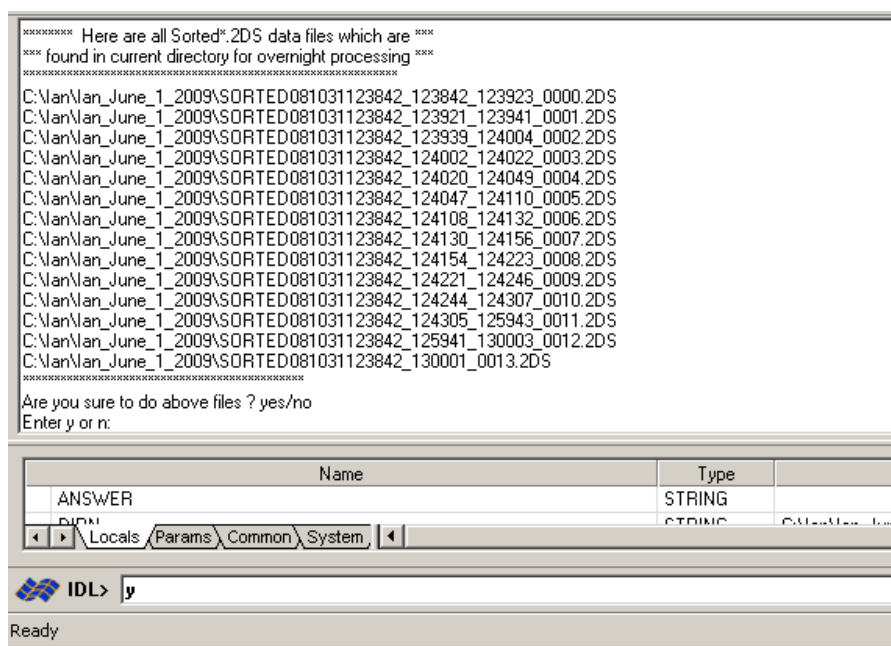 ******** Here are all Sorted*.2DS data files which are ***
*** found in current directory for overnight processing ***
************************************************************
C:\Ian\Ian_June_1_2009\SORTED081031123842_123842_123923_0000.2DS
C:\Ian\Ian_June_1_2009\SORTED081031123842_123921_123941_0001.2DS
C:\Ian\Ian_June_1_2009\SORTED081031123842_123939_124004_0002.2DS
C:\Ian\Ian_June_1_2009\SORTED081031123842_124002_124022_0003.2DS
C:\Ian\Ian_June_1_2009\SORTED081031123842_124020_124049_0004.2DS
C:\Ian\Ian_June_1_2009\SORTED081031123842_124047_124110_0005.2DS
C:\Ian\Ian_June_1_2009\SORTED081031123842_124108_124132_0006.2DS
C:\Ian\Ian_June_1_2009\SORTED081031123842_124130_124156_0007.2DS
C:\Ian\Ian_June_1_2009\SORTED081031123842_124154_124223_0008.2DS
C:\Ian\Ian_June_1_2009\SORTED081031123842_124221_124246_0009.2DS
C:\Ian\Ian_June_1_2009\SORTED081031123842_124244_124307_0010.2DS
C:\Ian\Ian_June_1_2009\SORTED081031123842_124305_125943_0011.2DS
C:\Ian\Ian_June_1_2009\SORTED081031123842_125941_130003_0012.2DS
C:\Ian\Ian_June_1_2009\SORTED081031123842_130001_0013.2DS
*********************************************
Are you sure to do above files ? yes/no
Enter y or n:
Name Type
ANSWER STRING
Locals Params Common System
IDL> y
Ready